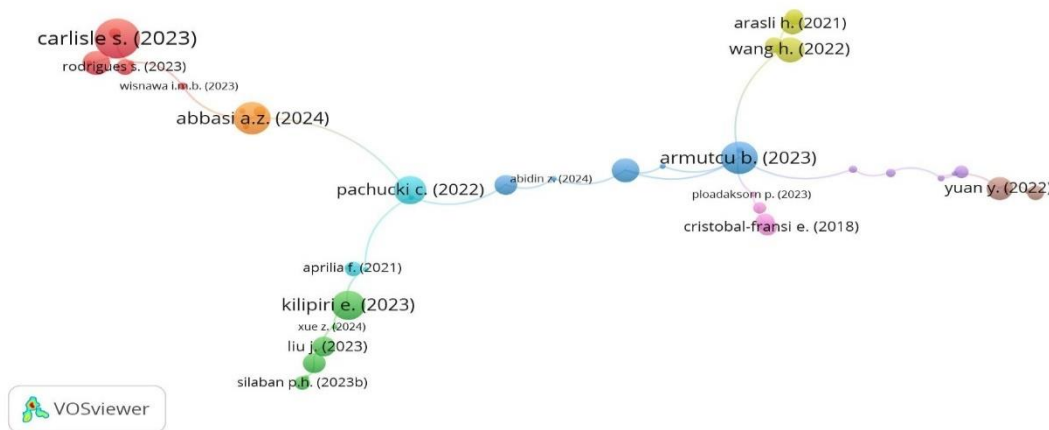 carlisle s. (2023)
rodrigues s. (2023)
wisnawa i.m.b. (2023)
abbasi a.z. (2024)
pachucki c. (2022)
abidin z. (2024)
arasli h. (2021)
wang h. (2022)
armutcu b. (2023)
ploadaksorn p. (2023)
cristobal-fransi e. (2018)
yuan y. (2022)
aprilia f. (2021)
kilipiri e. (2023)
xue z. (2024)
liu j. (2023)
silaban p.h. (2023b)
VOSviewer